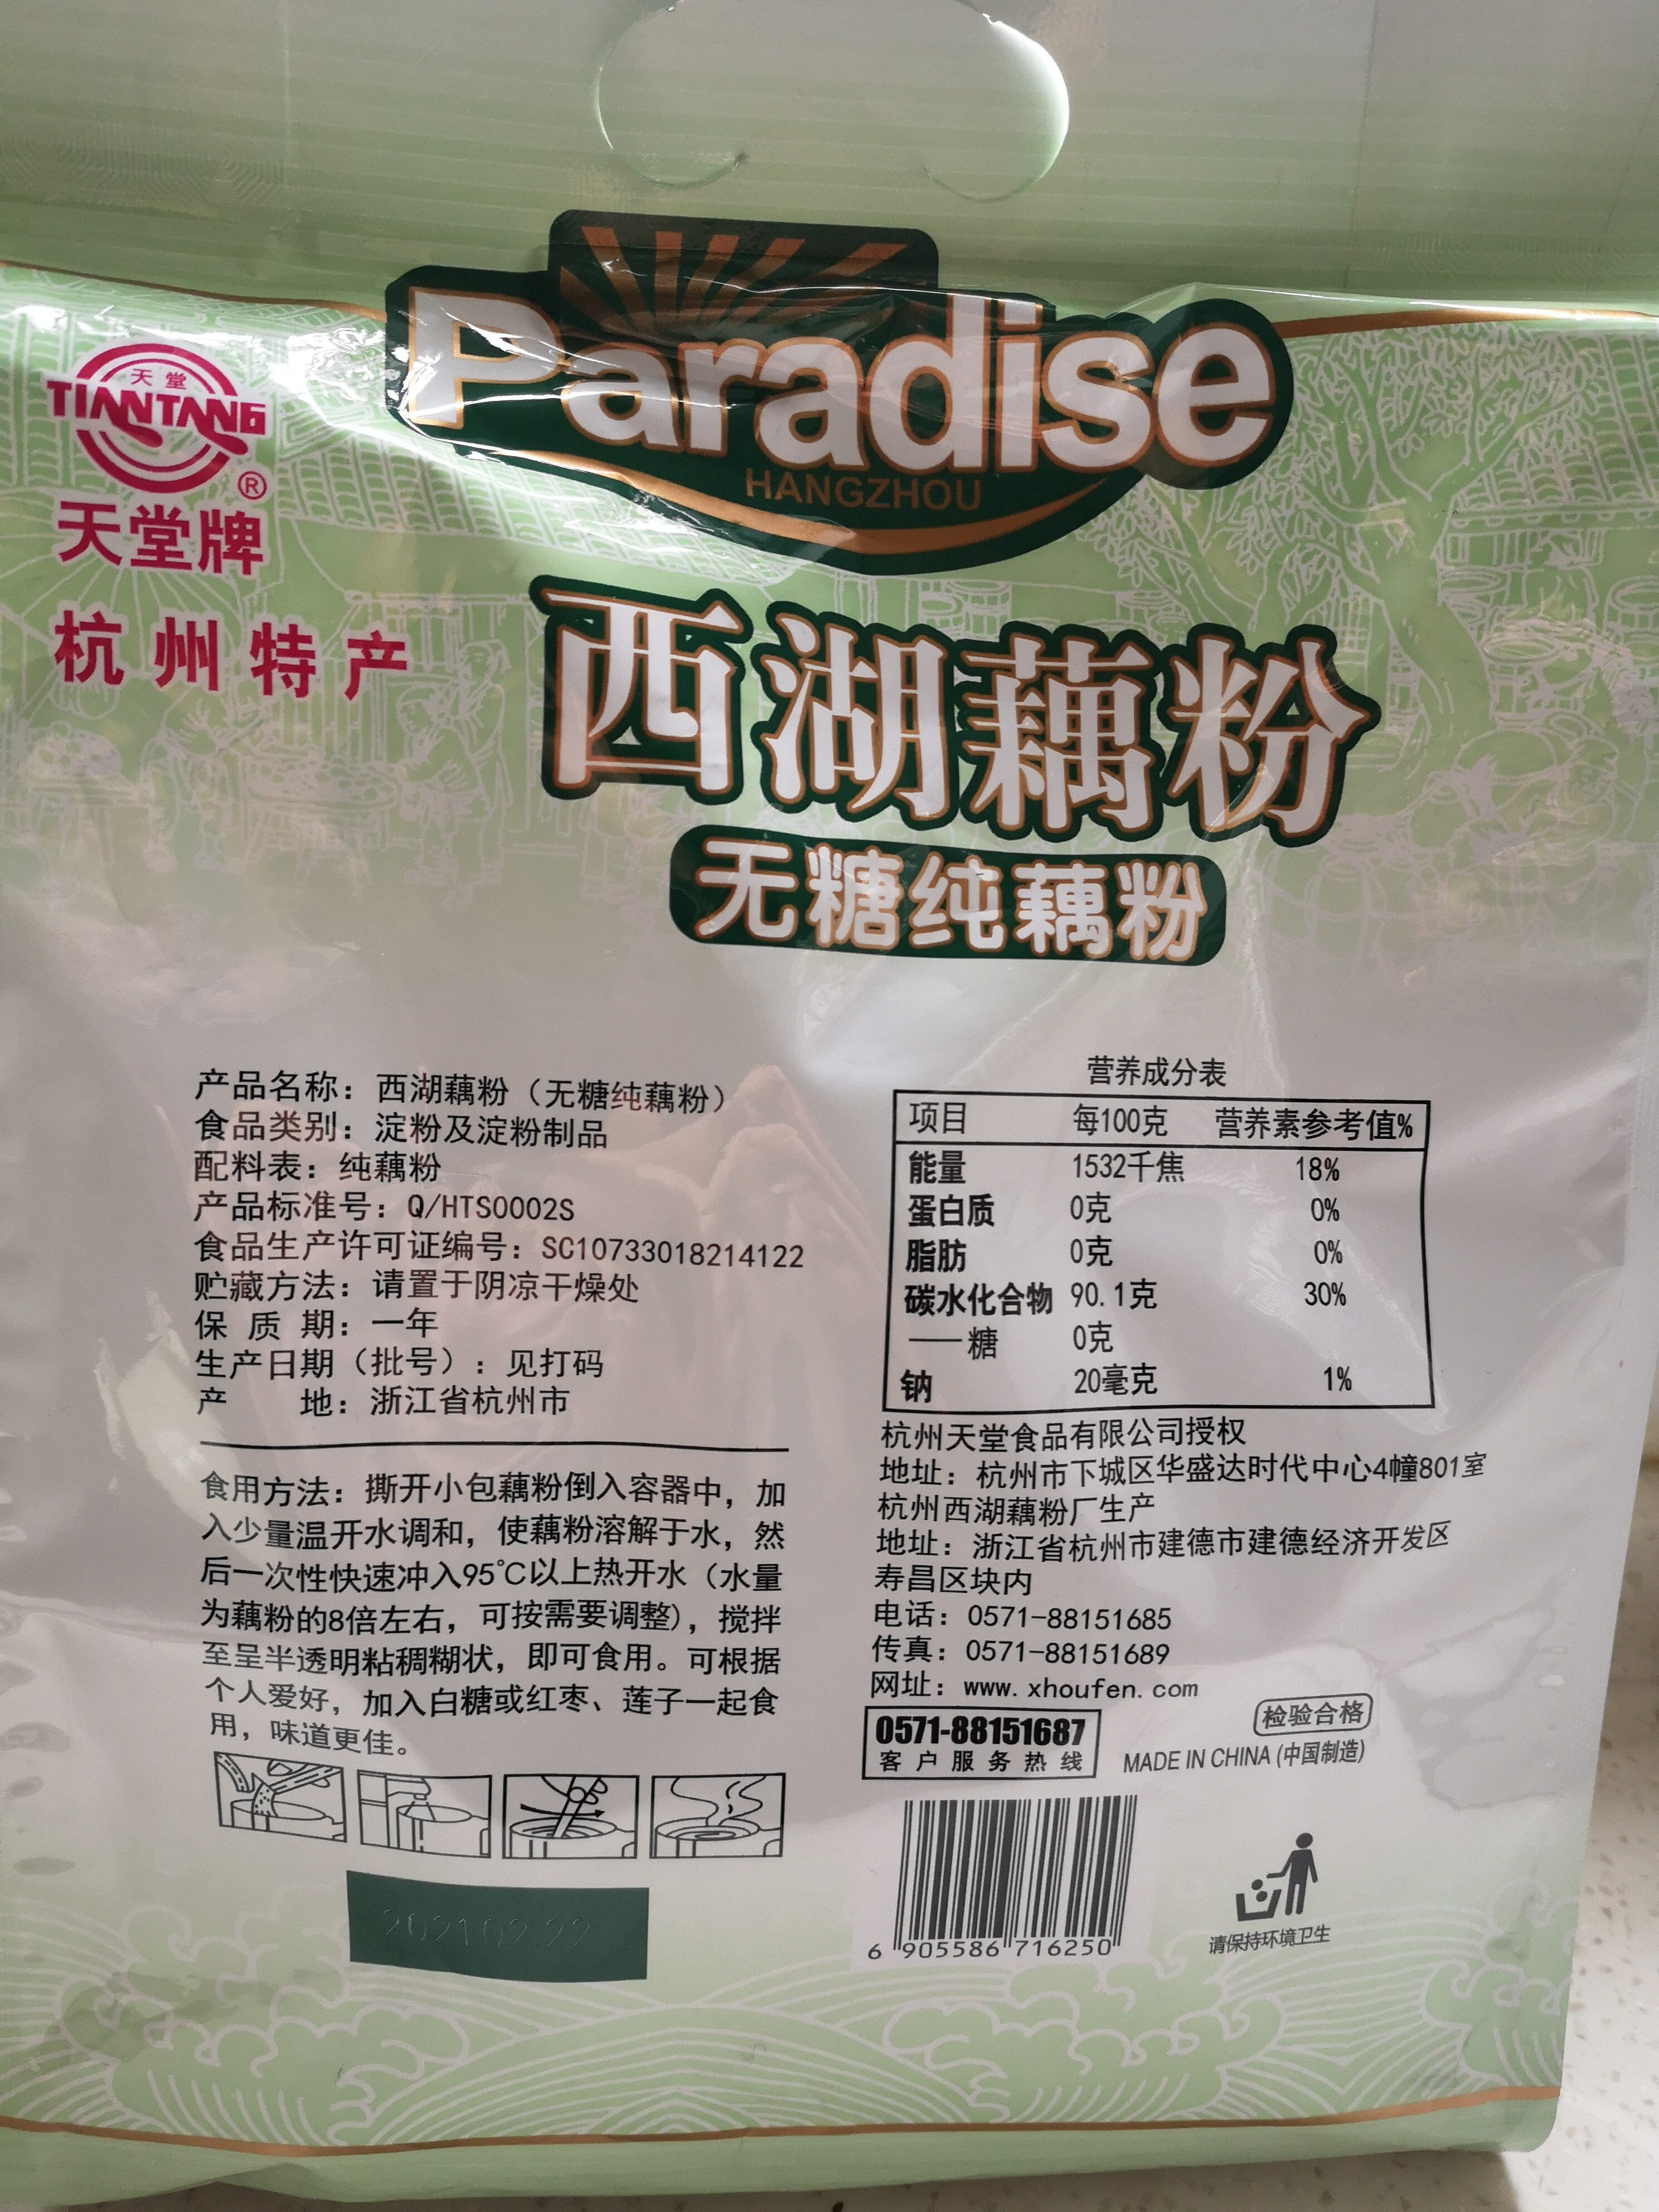 Paradise
HANGZHOU
天堂
TIANTANG
®
天堂牌
杭州特产
西湖藕粉
无糖纯藕粉
产品名称：西湖藕粉（无糖纯藕粉）
食品类别：淀粉及淀粉制品
配料表：纯藕粉
产品标准号：Q/HTS0002S
食品生产许可证编号：SC10733018214122
贮藏方法：请置于阴凉干燥处
保 质 期：一年
生产日期（批号）：见打码
产 地：浙江省杭州市
食用方法：撕开小包藕粉倒入容器中，加
入少量温开水调和，使藕粉溶解于水，然
后一次性快速冲入95℃以上热开水（水量
为藕粉的8倍左右，可按需要调整），搅拌
至呈半透明粘稠糊状，即可食用。可根据
个人爱好，加入白糖或红枣、莲子一起食
用，味道更佳。
20210222
营养成分表
项目 每100克 营养素参考值%
能量 1532千焦 18%
蛋白质 0克 0%
脂肪 0克 0%
碳水化合物 90.1克 30%
——糖 0克
钠 20毫克 1%
杭州天堂食品有限公司授权
地址：杭州市下城区华盛达时代中心4幢801室
杭州西湖藕粉厂生产
地址：浙江省杭州市建德市建德经济开发区
寿昌区块内
电话：0571-88151685
传真：0571-88151689
网址：www.xhoufen.com
0571-88151687
客户服务热线
检验合格
MADE IN CHINA (中国制造)
6 905586 716250
请保持环境卫生